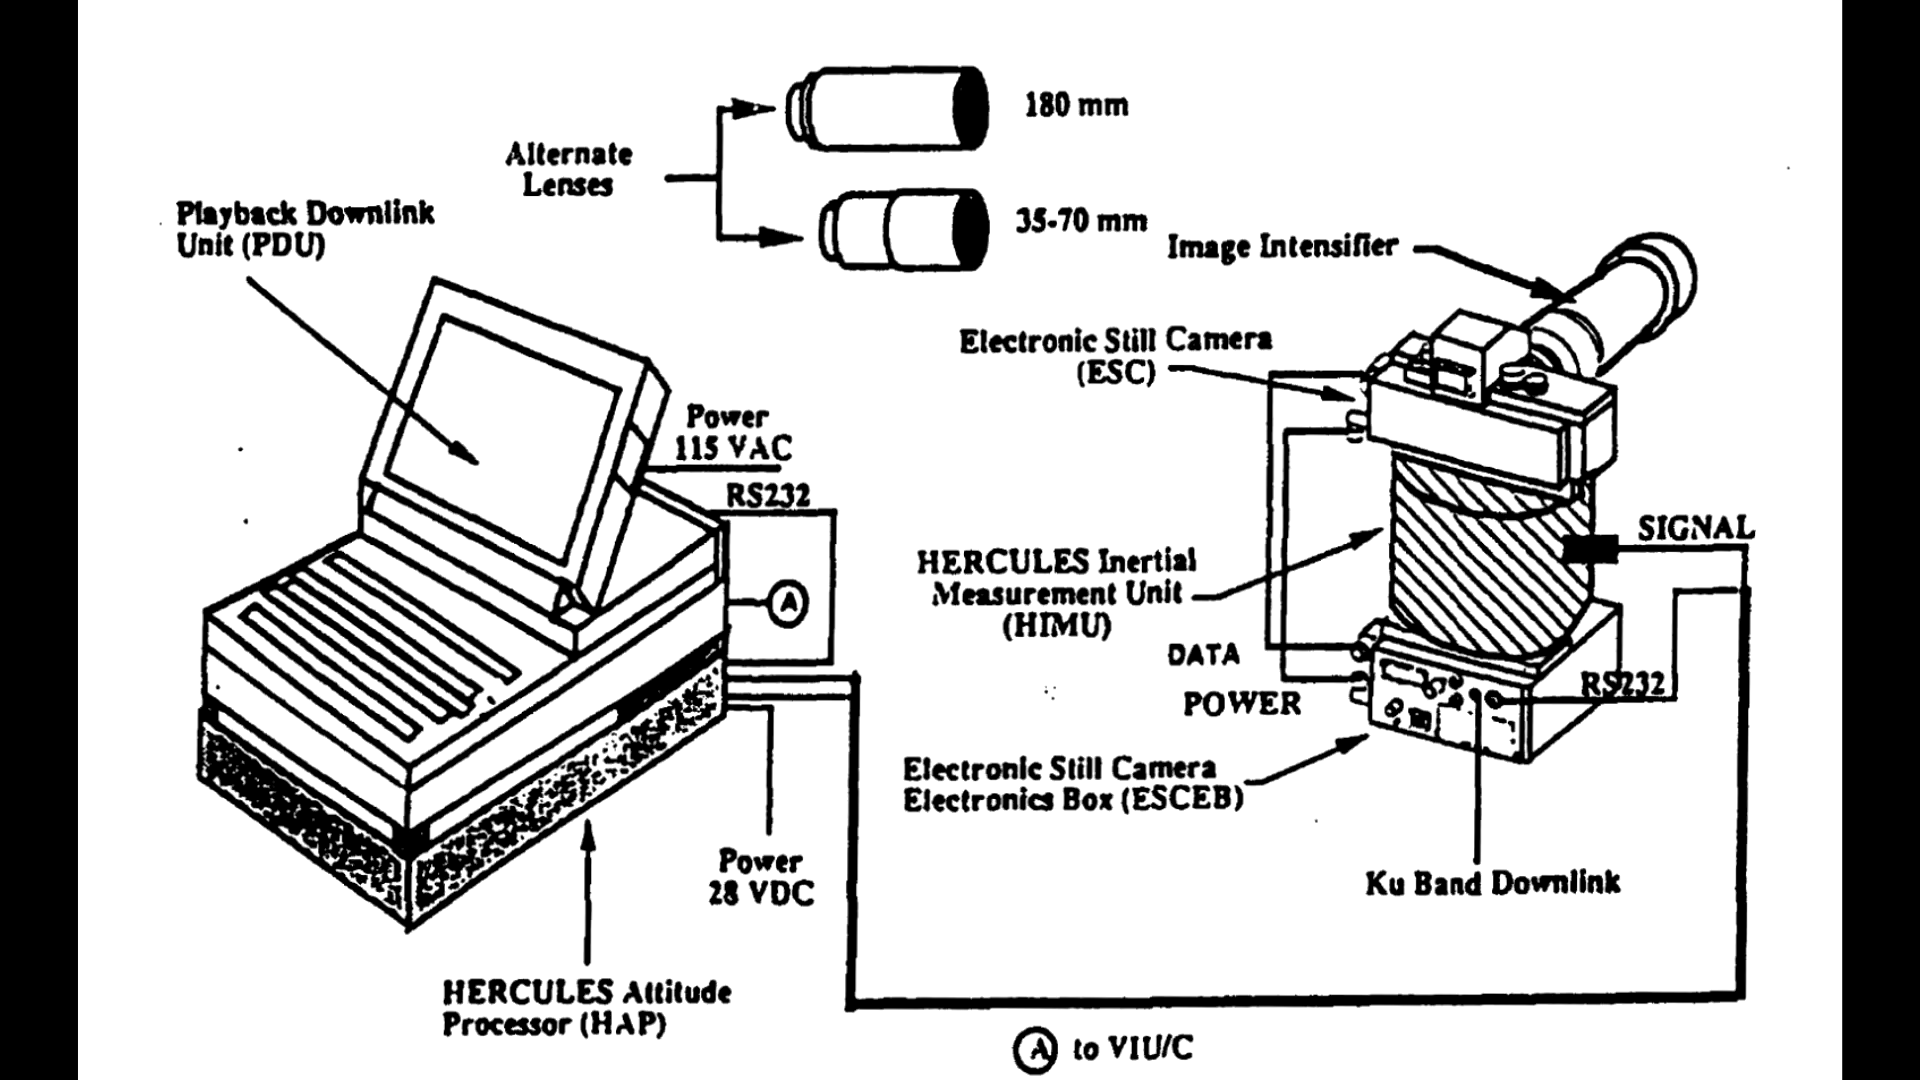 180 mm
Alternate
Lenses
35-70 mm
Playback Downlink
Unit (PDU)
Image Intensifier
Electronic Still Camera
(ESC)
Power
115 VAC
RS232
SIGNAL
HERCULES Inertial
Measurement Unit
(HIMU)
A
DATA
POWER
RS232
Electronic Still Camera
Electronics Box (ESCEB)
Power
28 VDC
Ku Band Downlink
HERCULES Attitude
Processor (HAP)
A to VIU/C